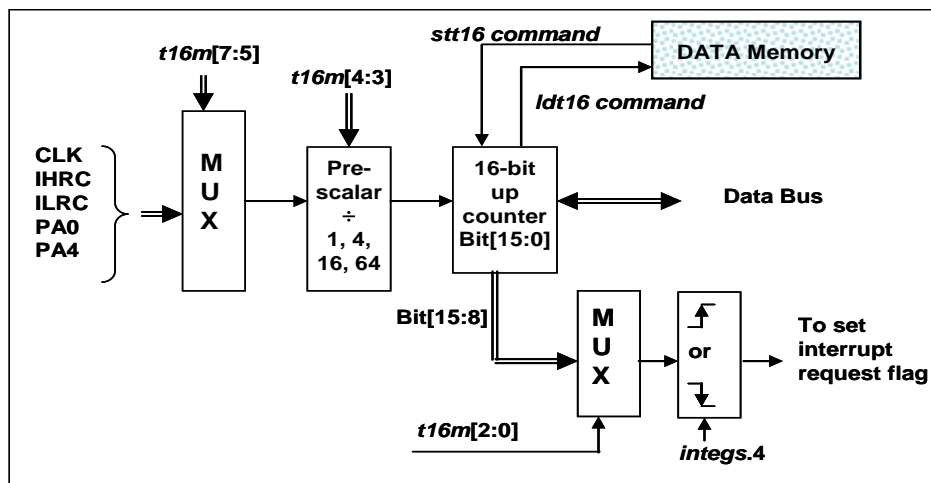 stt16 command
DATA Memory
t16m[7:5]
t16m[4:3]
ldt16 command
CLK
IHRC
ILRC
PA0
PA4
M
U
X
Pre-
scalar
÷
1, 4,
16, 64
16-bit
up
counter
Bit[15:0]
Data Bus
Bit[15:8]
M
U
X
or
To set
interrupt
request flag
t16m[2:0]
integs.4